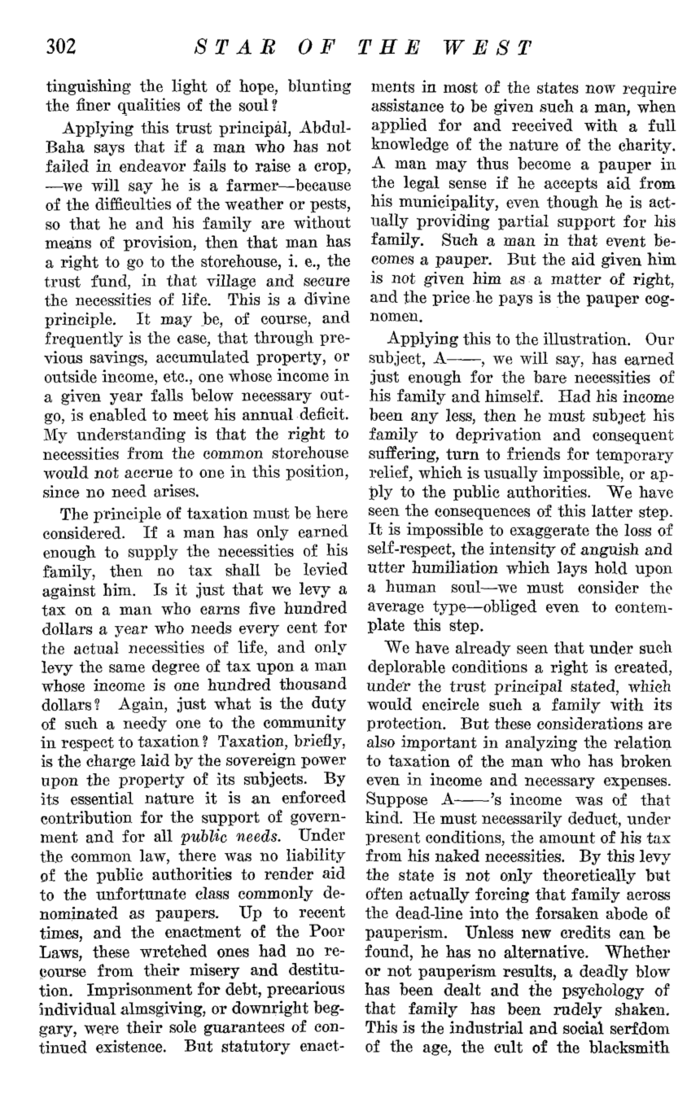 302
STAR OF THE WEST
tinguishing the light of hope, blunting
the finer qualities of the soul?
Applying this trust principal, Abdul-
Baha says that if a man who has not
failed in endeavor fails to raise a crop,
—we will say he is a farmer—because
of the difficulties of the weather or pests,
so that he and his family are without
means of provision, then that man has
a right to go to the storehouse, i. e., the
trust fund, in that village and secure
the necessities of life. This is a divine
principle. It may be, of course, and
frequently is the case, that through pre-
vious savings, accumulated property, or
outside income, etc., one whose income in
a given year falls below necessary out-
go, is enabled to meet his annual deficit.
My understanding is that the right to
necessities from the common storehouse
would not accrue to one in this position,
since no need arises.
The principle of taxation must be here
considered. If a man has only earned
enough to supply the necessities of his
family, then no tax shall be levied
against him. Is it just that we levy a
tax on a man who earns five hundred
dollars a year who needs every cent for
the actual necessities of life, and only
levy the same degree of tax upon a man
whose income is one hundred thousand
dollars? Again, just what is the duty
of such a needy one to the community
in respect to taxation? Taxation, briefly,
is the charge laid by the sovereign power
upon the property of its subjects. By
its essential nature it is an enforced
contribution for the support of govern-
ment and for all public needs. Under
the common law, there was no liability
of the public authorities to render aid
to the unfortunate class commonly de-
nominated as paupers. Up to recent
times, and the enactment of the Poor
Laws, these wretched ones had no re-
course from their misery and destitu-
tion. Imprisonment for debt, precarious
individual almsgiving, or downright beg-
gary, were their sole guarantees of con-
tinued existence. But statutory enact-
ments in most of the states now require
assistance to be given such a man, when
applied for and received with a full
knowledge of the nature of the charity.
A man may thus become a pauper in
the legal sense if he accepts aid from
his municipality, even though he is act-
ually providing partial support for his
family. Such a man in that event be-
comes a pauper. But the aid given him
is not given him as a matter of right,
and the price he pays is the pauper cog-
nomen.
Applying this to the illustration. Our
subject, A——, we will say, has earned
just enough for the bare necessities of
his family and himself. Had his income
been any less, then he must subject his
family to deprivation and consequent
suffering, turn to friends for temporary
relief, which is usually impossible, or ap-
ply to the public authorities. We have
seen the consequences of this latter step.
It is impossible to exaggerate the loss of
self-respect, the intensity of anguish and
utter humiliation which lays hold upon
a human soul—we must consider the
average type—obliged even to contem-
plate this step.
We have already seen that under such
deplorable conditions a right is created,
under the trust principal stated, which
would encircle such a family with its
protection. But these considerations are
also important in analyzing the relation
to taxation of the man who has broken
even in income and necessary expenses.
Suppose A——'s income was of that
kind. He must necessarily deduct, under
present conditions, the amount of his tax
from his naked necessities. By this levy
the state is not only theoretically but
often actually forcing that family across
the dead-line into the forsaken abode of
pauperism. Unless new credits can be
found, he has no alternative. Whether
or not pauperism results, a deadly blow
has been dealt and the psychology of
that family has been rudely shaken.
This is the industrial and social serfdom
of the age, the cult of the blacksmith